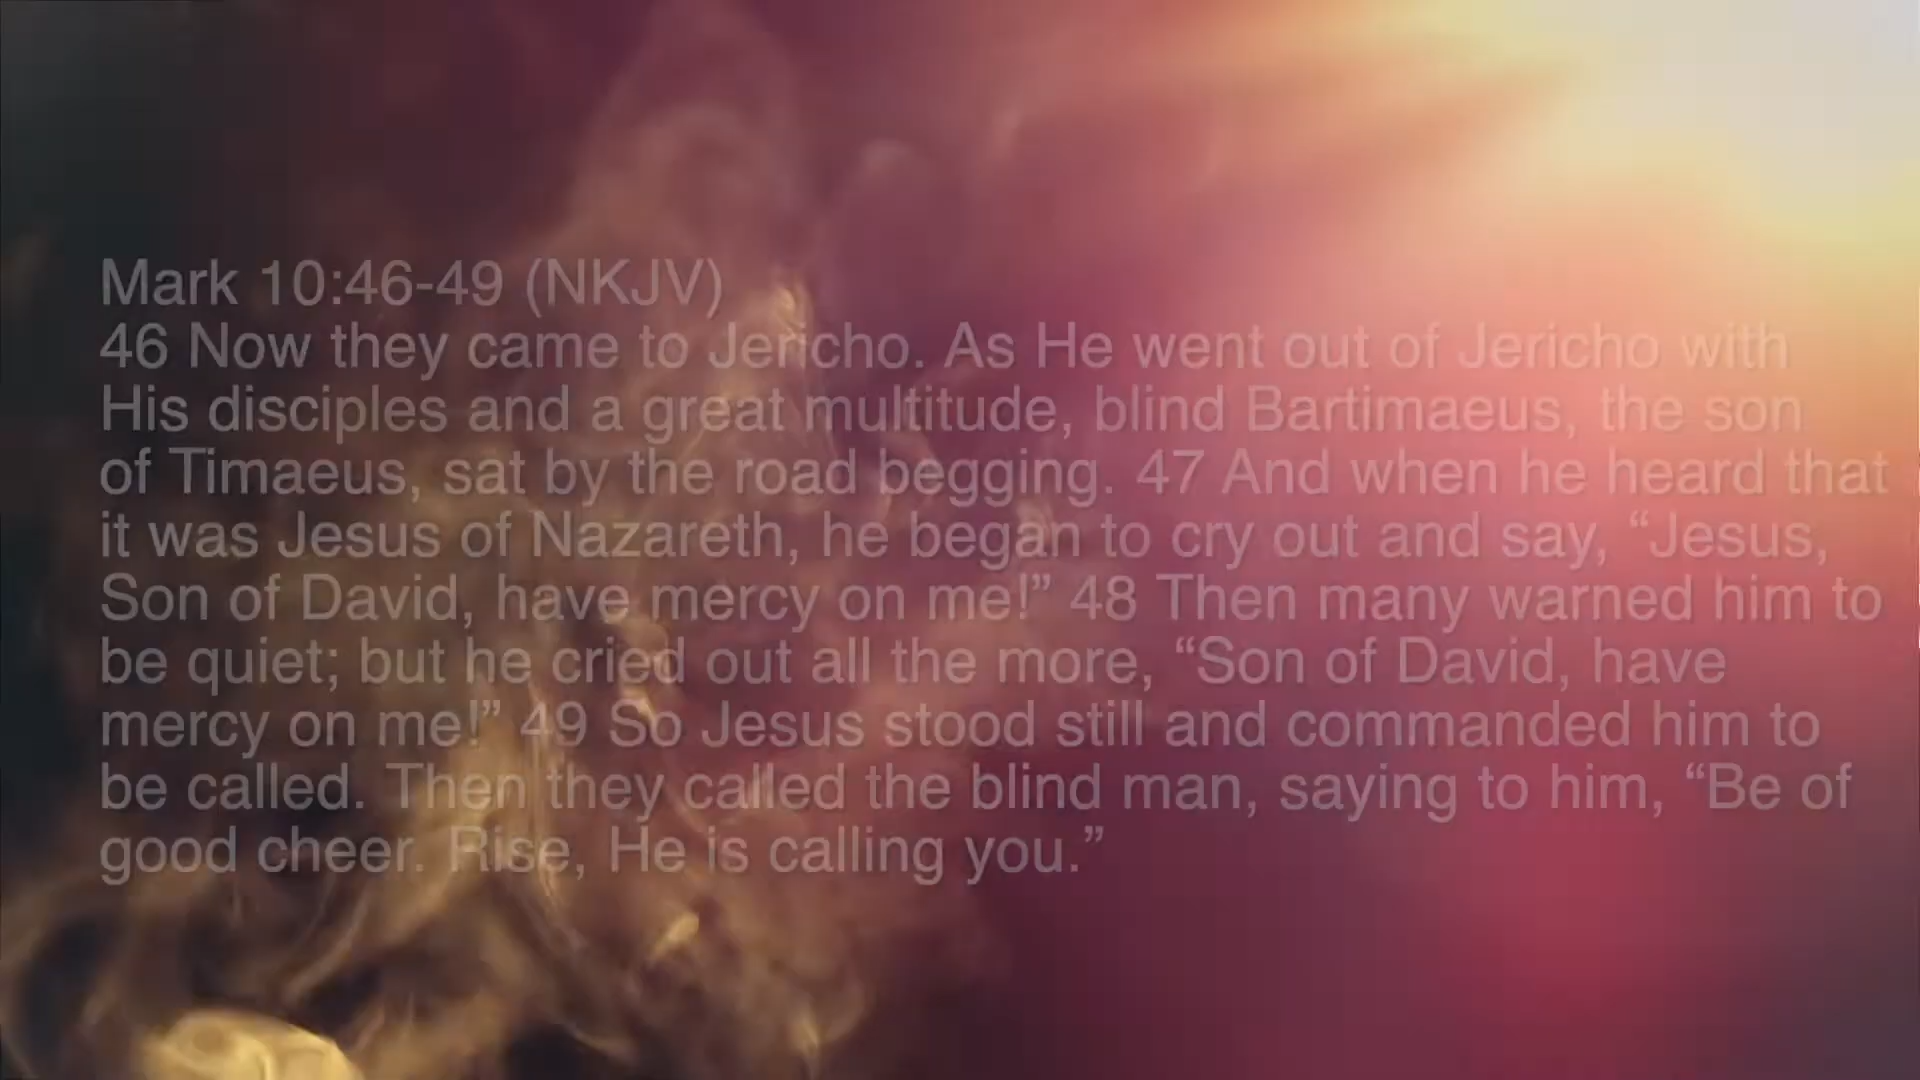 Mark 10:46-49 (NKJV)
46 Now they came to Jericho. As He went out of Jericho with
His disciples and a great multitude, blind Bartimaeus, the son
of Timaeus, sat by the road begging. 47 And when he heard that
it was Jesus of Nazareth, he began to cry out and say, “Jesus,
Son of David, have mercy on me!” 48 Then many warned him to
be quiet; but he cried out all the more, “Son of David, have
mercy on me!” 49 So Jesus stood still and commanded him to
be called. Then they called the blind man, saying to him, “Be of
good cheer. Rise, He is calling you.”